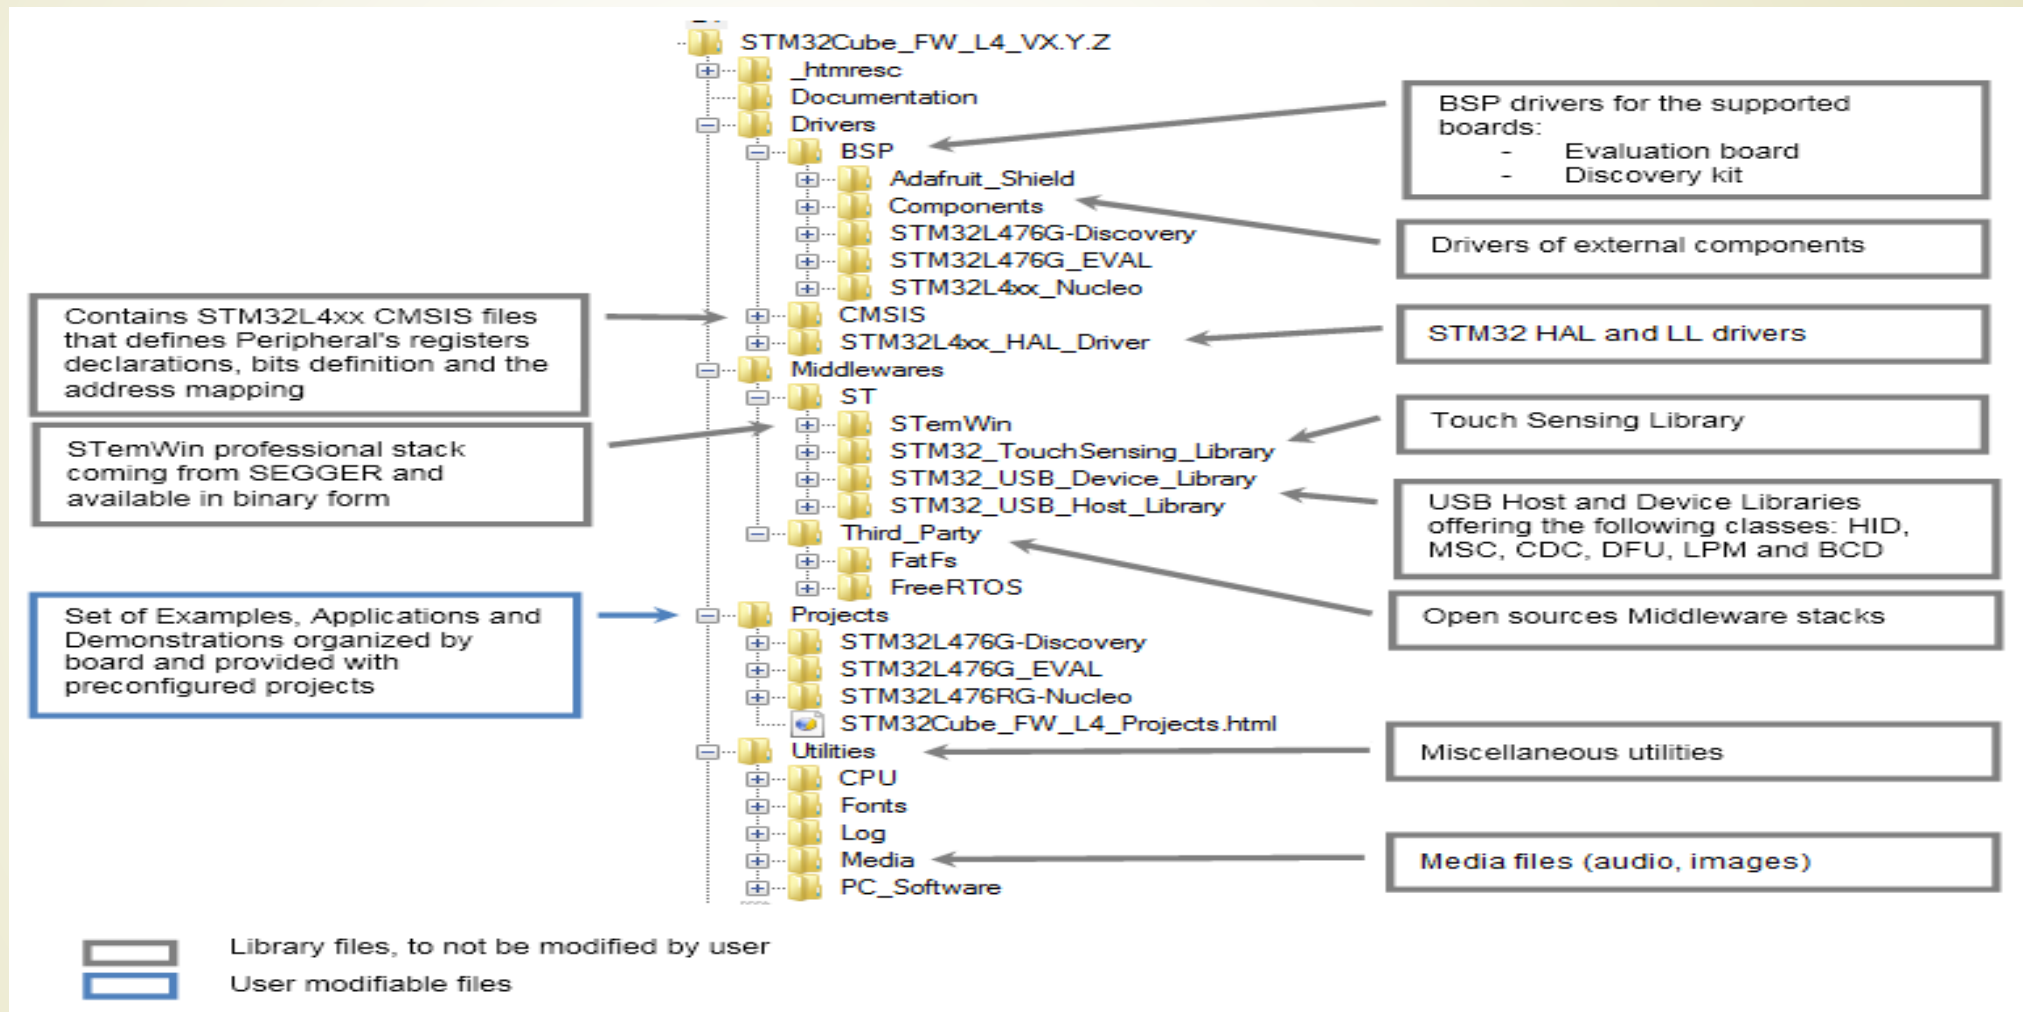 STM32Cube_FW_L4_VX.Y.Z
_htmresc
Documentation
Drivers
BSP
Adafruit_Shield
Components
STM32L476G-Discovery
STM32L476G_EVAL
STM32L4xx_Nucleo
CMSIS
STM32L4xx_HAL_Driver
Middlewares
ST
STemWin
STM32_TouchSensing_Library
STM32_USB_Device_Library
STM32_USB_Host_Library
Third_Party
FatFs
FreeRTOS
Projects
STM32L476G-Discovery
STM32L476G_EVAL
STM32L476RG-Nucleo
STM32Cube_FW_L4_Projects.html
Utilities
CPU
Fonts
Log
Media
PC_Software
Contains STM32L4xx CMSIS files
that defines Peripheral's registers
declarations, bits definition and the
address mapping
STemWin professional stack
coming from SEGGER and
available in binary form
Set of Examples, Applications and
Demonstrations organized by
board and provided with
preconfigured projects
BSP drivers for the supported
boards:
- Evaluation board
- Discovery kit
Drivers of external components
STM32 HAL and LL drivers
Touch Sensing Library
USB Host and Device Libraries
offering the following classes: HID,
MSC, CDC, DFU, LPM and BCD
Open sources Middleware stacks
Miscellaneous utilities
Media files (audio, images)
Library files, to not be modified by user
User modifiable files